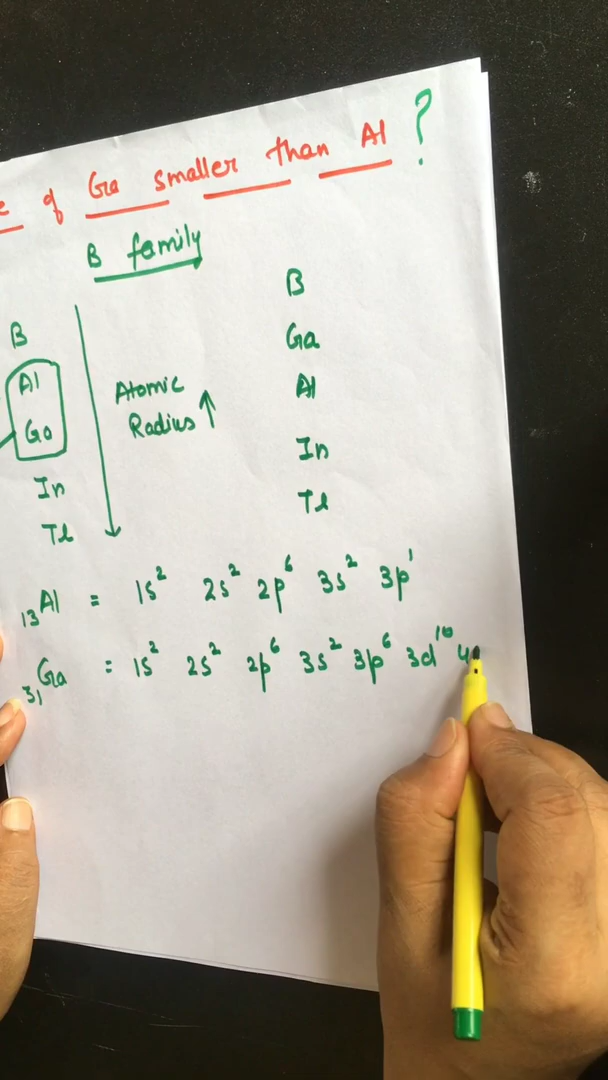 of Ga smaller than Al ?
B family
B
Al
Ga
In
Tl
Atomic
Radius ↑
B
Ga
Al
In
Tl
₁₃Al = 1s² 2s² 2p⁶ 3s² 3p¹
₃₁Ga = 1s² 2s² 2p⁶ 3s² 3p⁶ 3d¹⁰ 4